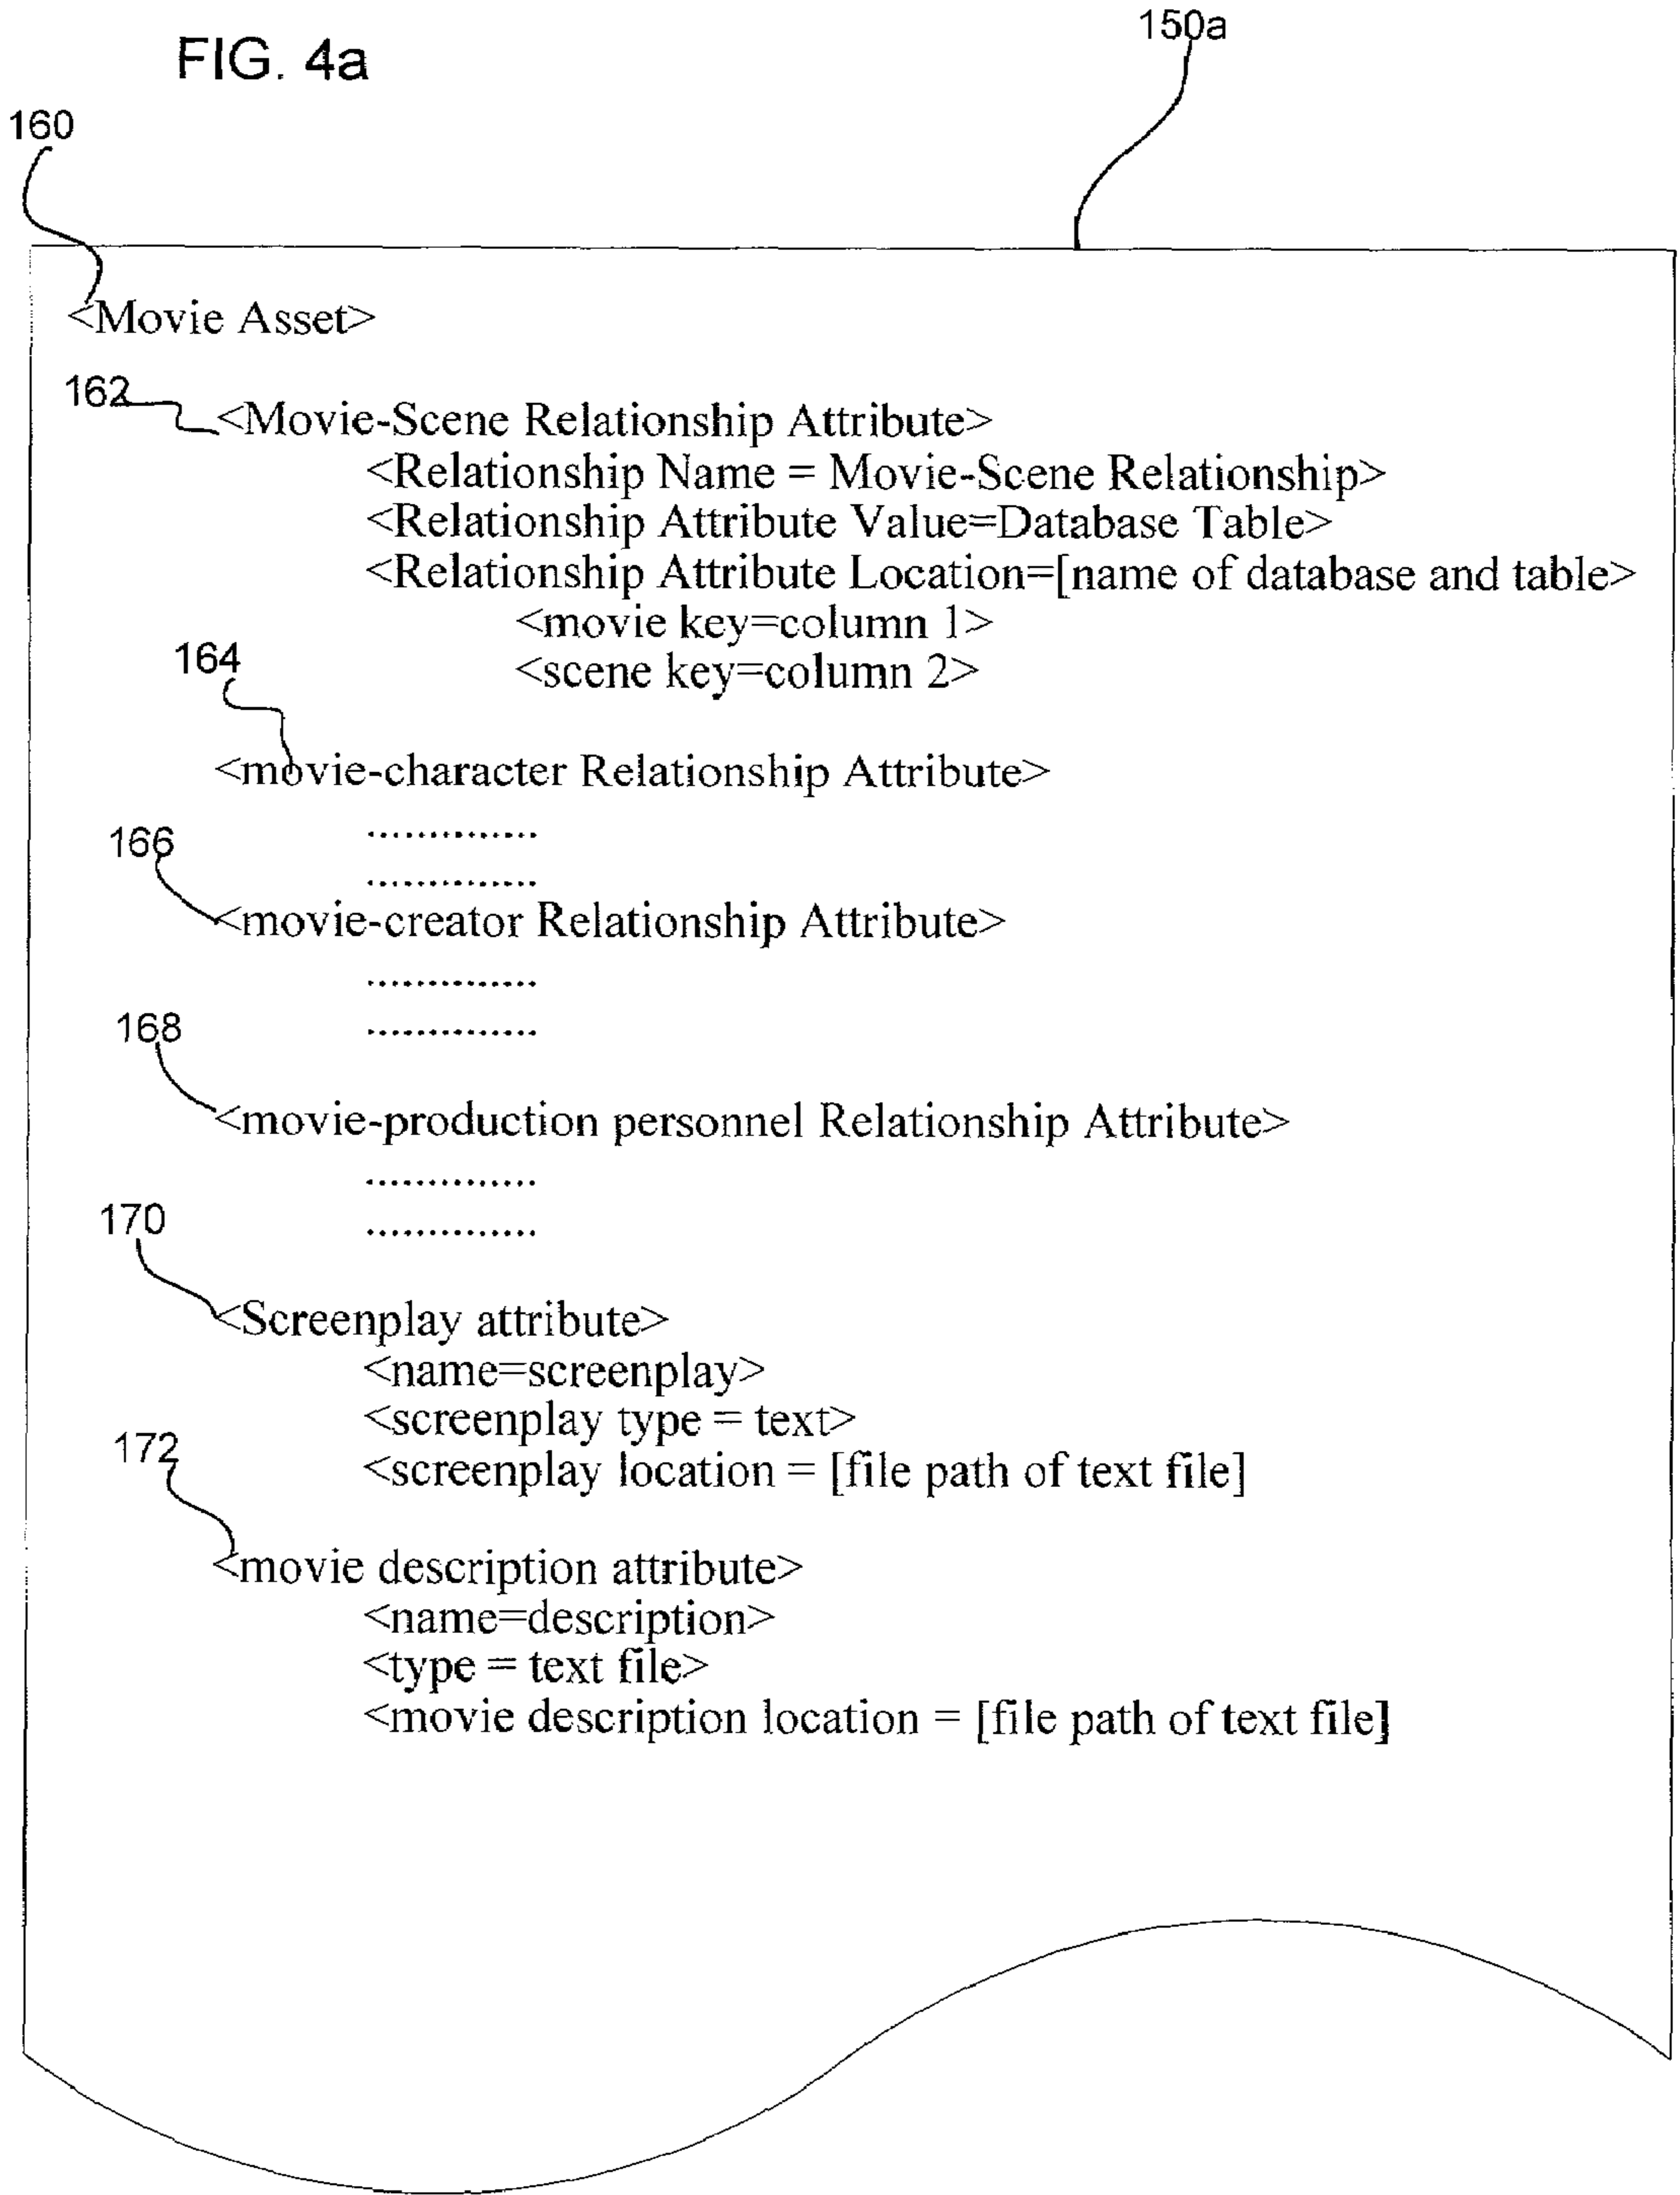 FIG. 4a
150a
160
<Movie Asset>
162
<Movie-Scene Relationship Attribute>
<Relationship Name = Movie-Scene Relationship>
<Relationship Attribute Value=Database Table>
<Relationship Attribute Location=[name of database and table>
<movie key=column 1>
164
<scene key=column 2>
<movie-character Relationship Attribute>
..............
166
..............
<movie-creator Relationship Attribute>
..............
168
..............
<movie-production personnel Relationship Attribute>
..............
170
..............
<Screenplay attribute>
<name=screenplay>
<screenplay type = text>
172
<screenplay location = [file path of text file]
<movie description attribute>
<name=description>
<type = text file>
<movie description location = [file path of text file]